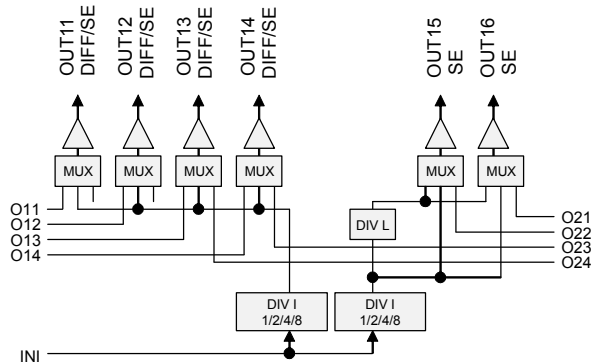 OUT11
DIFF/SE
OUT12
DIFF/SE
OUT13
DIFF/SE
OUT14
DIFF/SE
OUT15
SE
OUT16
SE
MUX
MUX
MUX
MUX
MUX
MUX
O11
O12
O13
O14
DIV L
O21
O22
O23
O24
DIV I
1/2/4/8
DIV I
1/2/4/8
INI